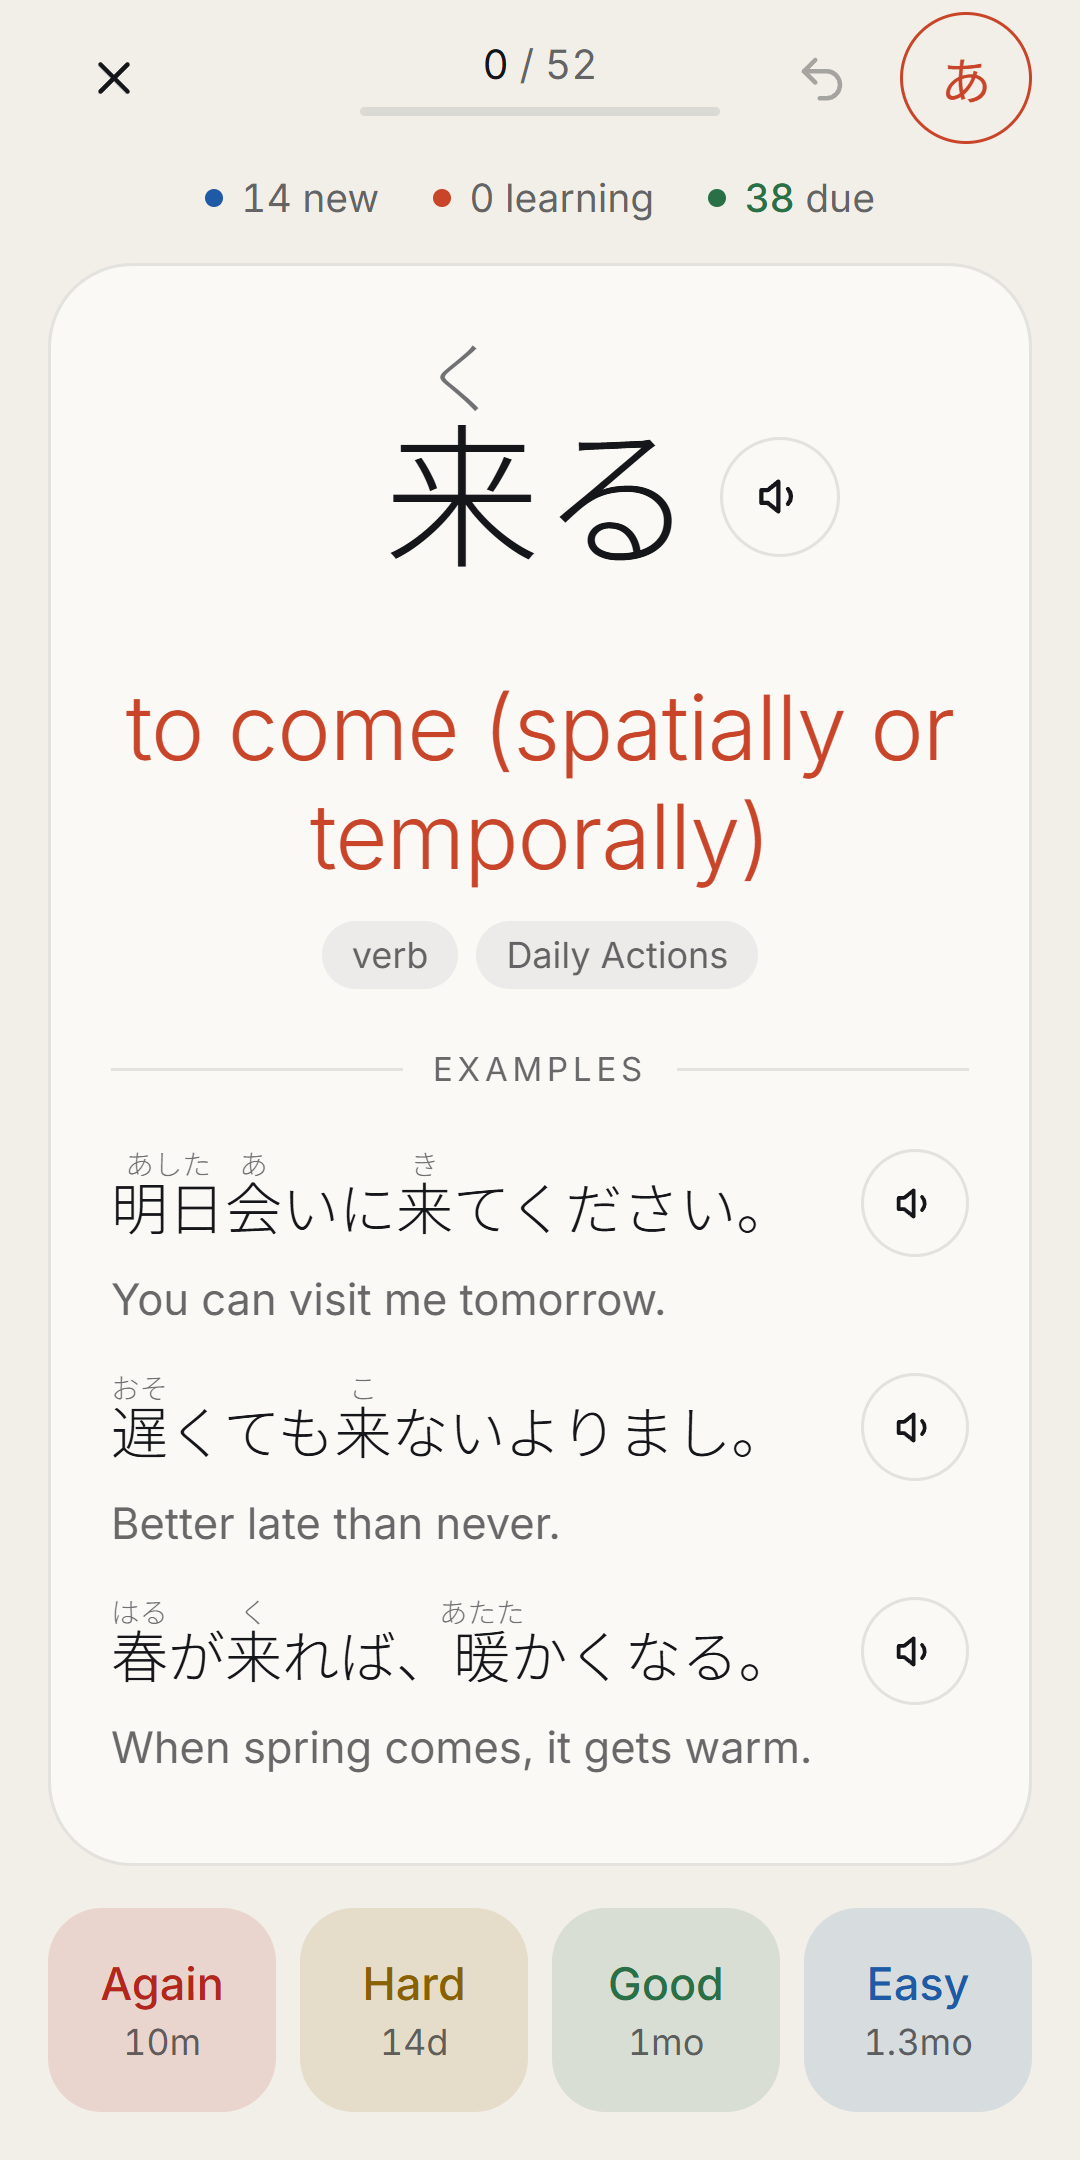 0 / 52
あ
14 new
0 learning
38 due
く
来る
to come (spatially or
temporally)
verb
Daily Actions
EXAMPLES
あした あ き
明日会いに来てください。
You can visit me tomorrow.
おそ こ
遅くても来ないよりまし。
Better late than never.
はる く あたた
春が来れば、暖かくなる。
When spring comes, it gets warm.
Again
10m
Hard
14d
Good
1mo
Easy
1.3mo